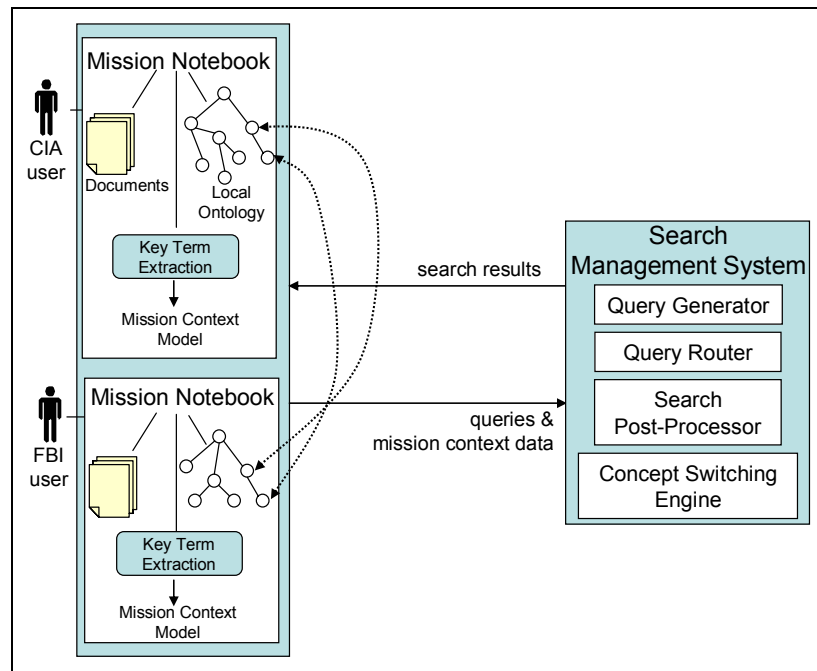 Mission Notebook
CIA
user
Documents
Local
Ontology
Key Term
Extraction
Mission Context
Model
Mission Notebook
FBI
user
Key Term
Extraction
Mission Context
Model
search results
queries &
mission context data
Search
Management System
Query Generator
Query Router
Search
Post-Processor
Concept Switching
Engine